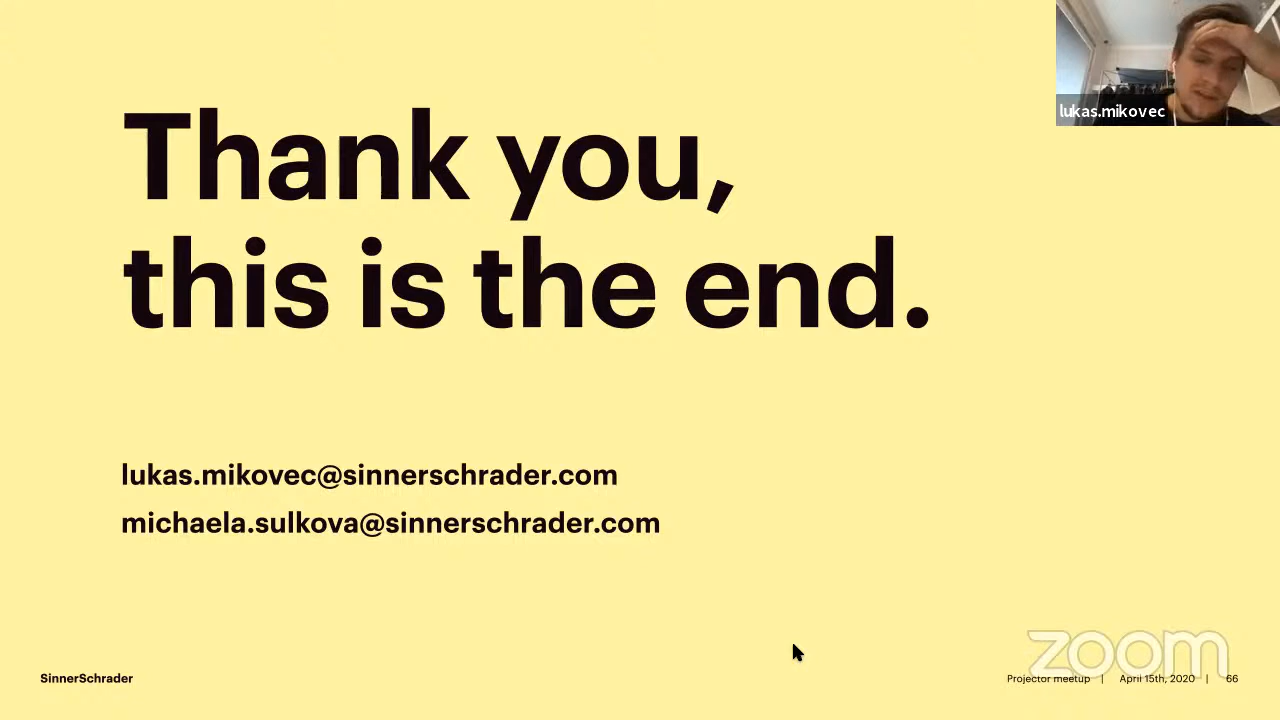 lukas.mikovec
Thank you,
this is the end.
lukas.mikovec@sinnerschrader.com
michaela.sulkova@sinnerschrader.com
zoom
SinnerSchrader
Projector meetup | April 15th, 2020 | 66